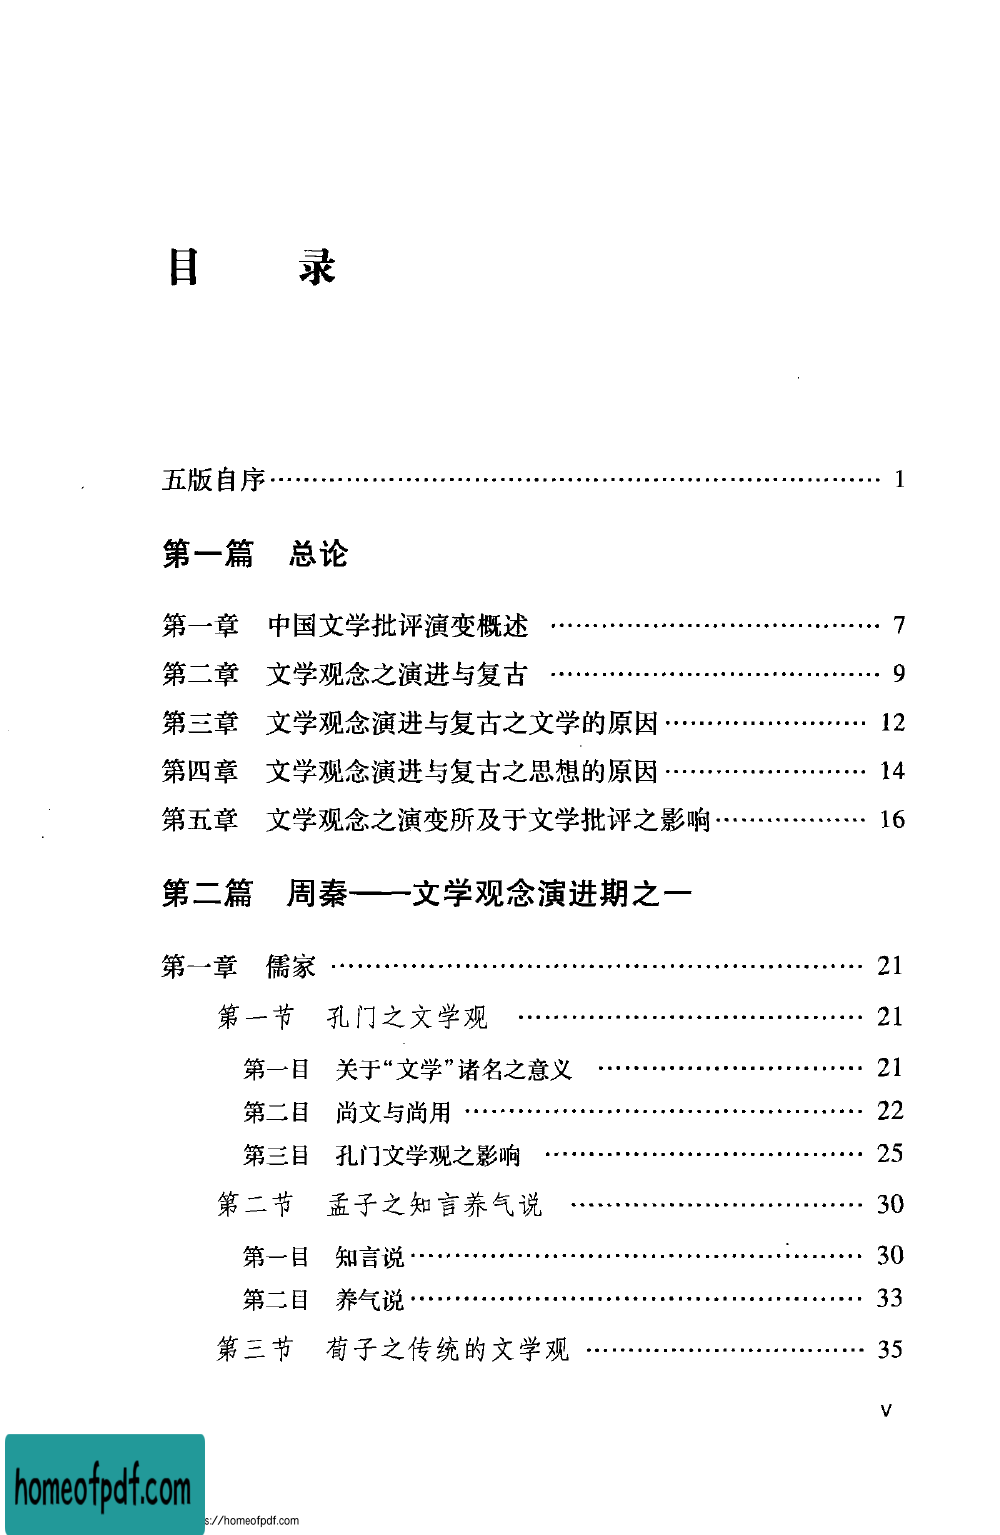 目 录
五版自序 …… 1
第一篇 总论
第一章 中国文学批评演变概述 …… 7
第二章 文学观念之演进与复古 …… 9
第三章 文学观念演进与复古之文学的原因 …… 12
第四章 文学观念演进与复古之思想的原因 …… 14
第五章 文学观念之演变所及于文学批评之影响 …… 16
第二篇 周秦——文学观念演进期之一
第一章 儒家 …… 21
第一节 孔门之文学观 …… 21
第一目 关于“文学”诸名之意义 …… 21
第二目 尚文与尚用 …… 22
第三目 孔门文学观之影响 …… 25
第二节 孟子之知言养气说 …… 30
第一目 知言说 …… 30
第二目 养气说 …… 33
第三节 荀子之传统的文学观 …… 35
V
homeofpdf.com
s://homeofpdf.com